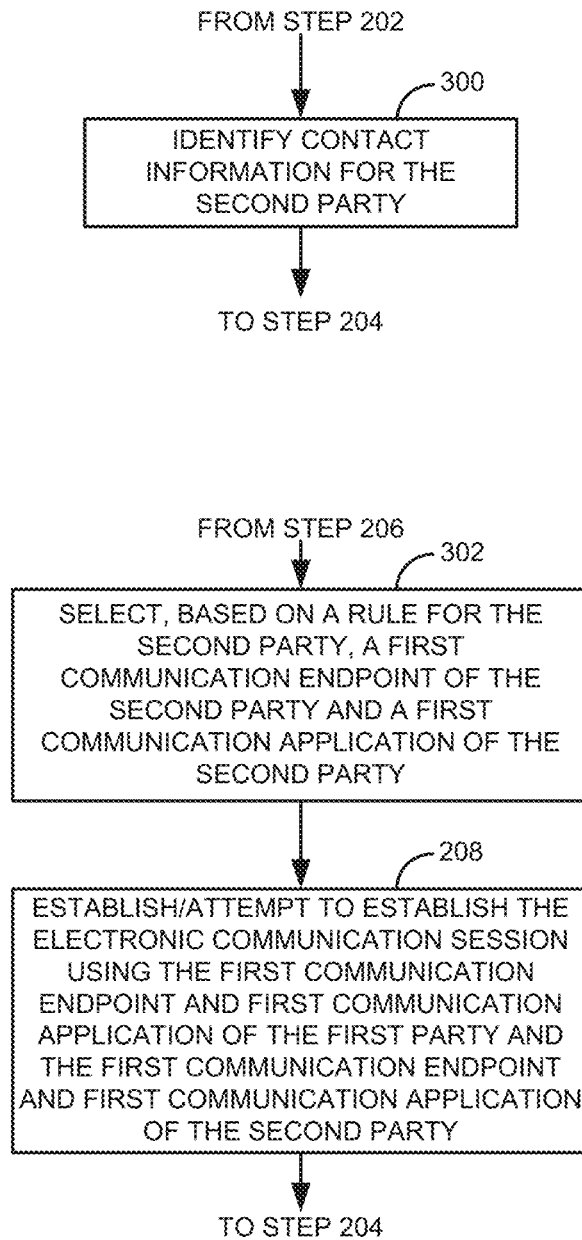 FROM STEP 202
300
IDENTIFY CONTACT
INFORMATION FOR THE
SECOND PARTY
TO STEP 204
FROM STEP 206
302
SELECT, BASED ON A RULE FOR THE
SECOND PARTY, A FIRST
COMMUNICATION ENDPOINT OF THE
SECOND PARTY AND A FIRST
COMMUNICATION APPLICATION OF THE
SECOND PARTY
208
ESTABLISH/ATTEMPT TO ESTABLISH THE
ELECTRONIC COMMUNICATION SESSION
USING THE FIRST COMMUNICATION
ENDPOINT AND FIRST COMMUNICATION
APPLICATION OF THE FIRST PARTY AND
THE FIRST COMMUNICATION ENDPOINT
AND FIRST COMMUNICATION APPLICATION
OF THE SECOND PARTY
TO STEP 204